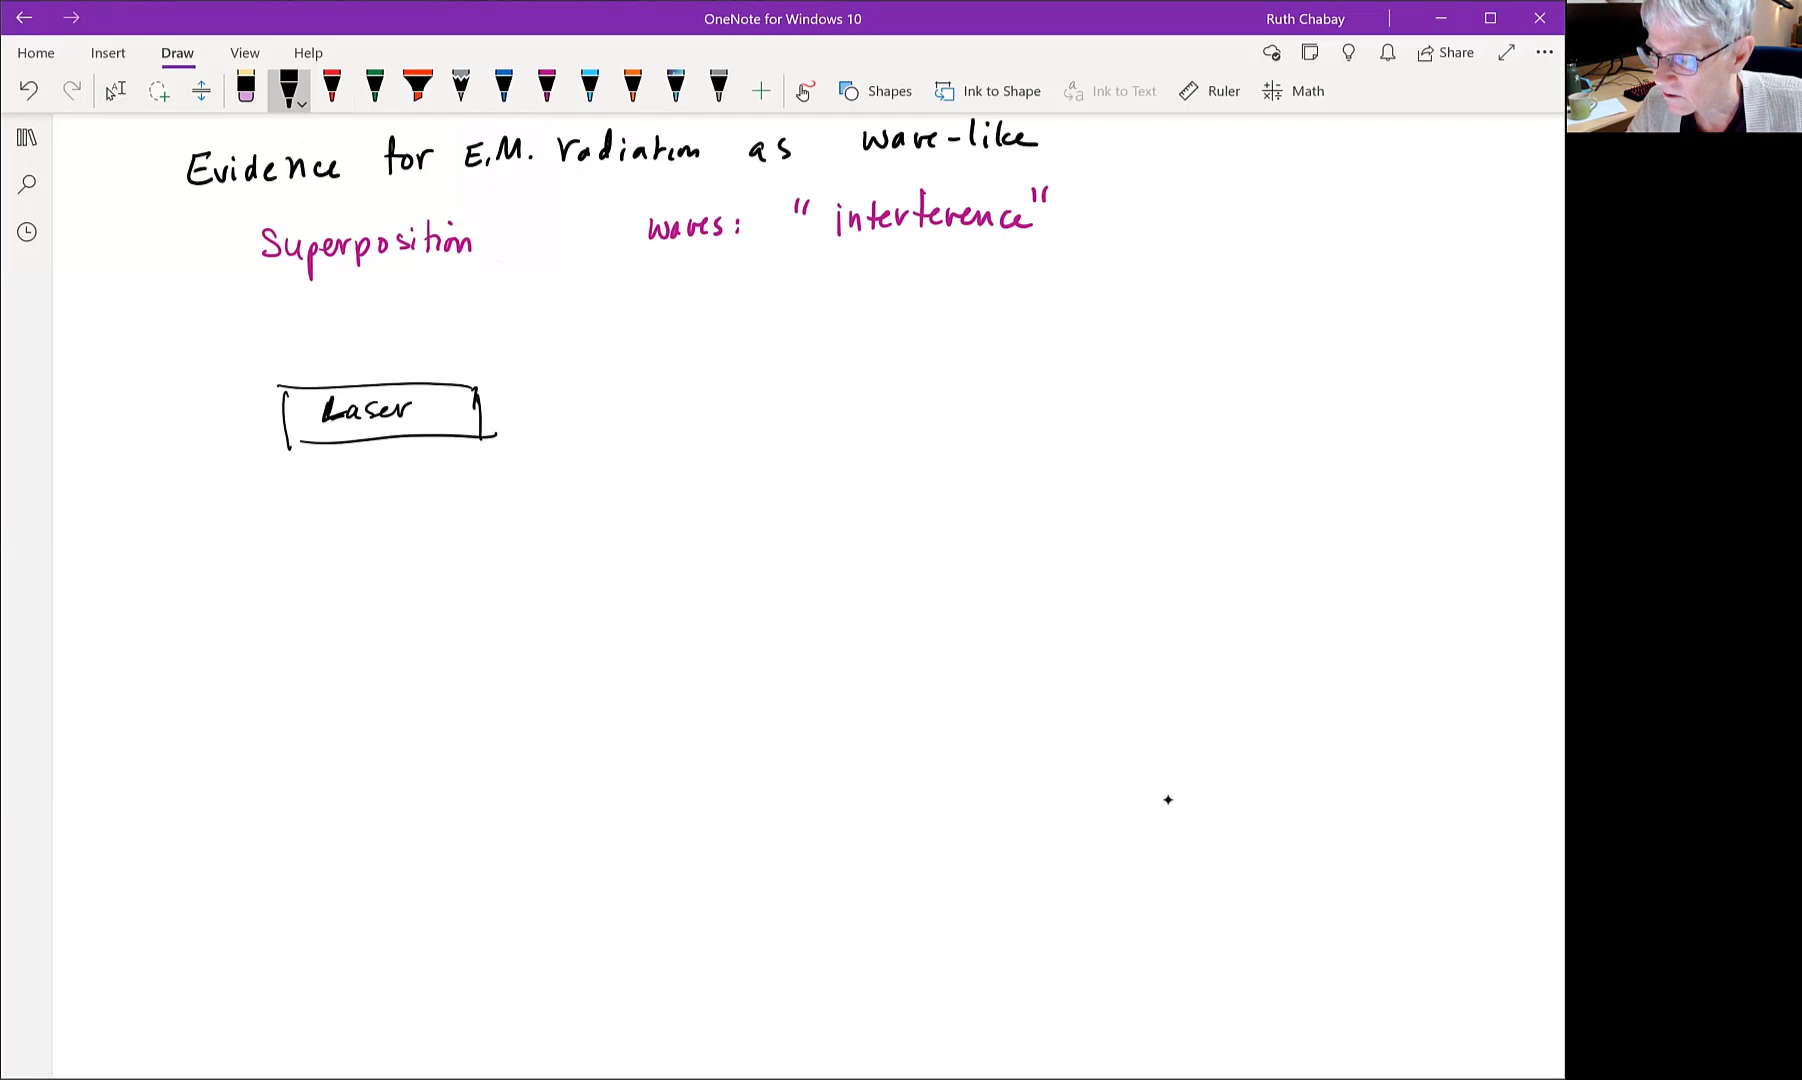 OneNote for Windows 10
Ruth Chabay
Home Insert Draw View Help
Share
Shapes Ink to Shape Ink to Text Ruler Math
Evidence for E.M. radiation as wave-like
Superposition waves: "interference"
Laser